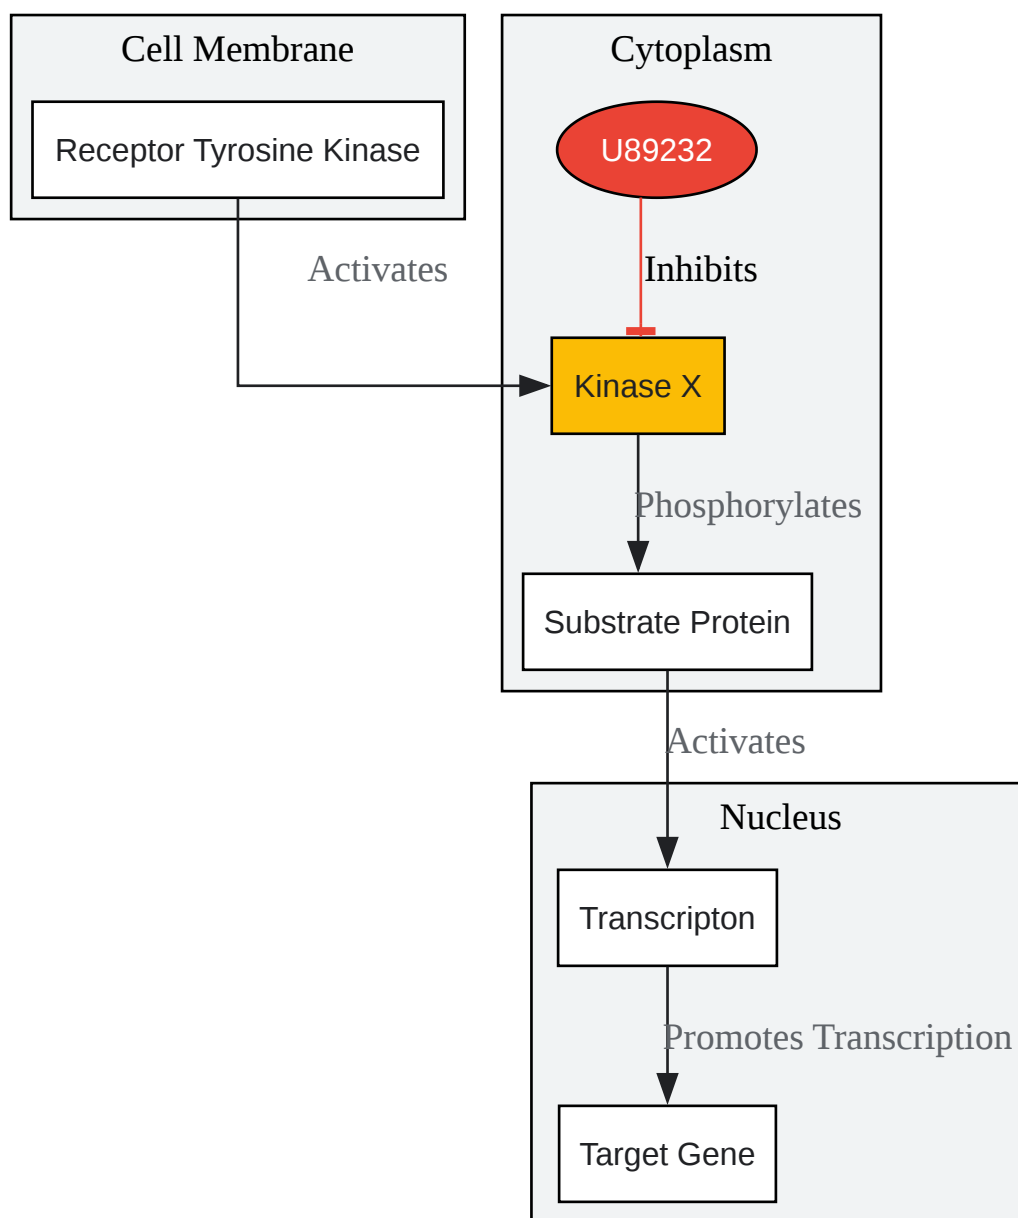 Cell Membrane
Receptor Tyrosine Kinase
Activates
Cytoplasm
U89232
Inhibits
Kinase X
Phosphorylates
Substrate Protein
Activates
Nucleus
Transcripton
Promotes Transcription
Target Gene